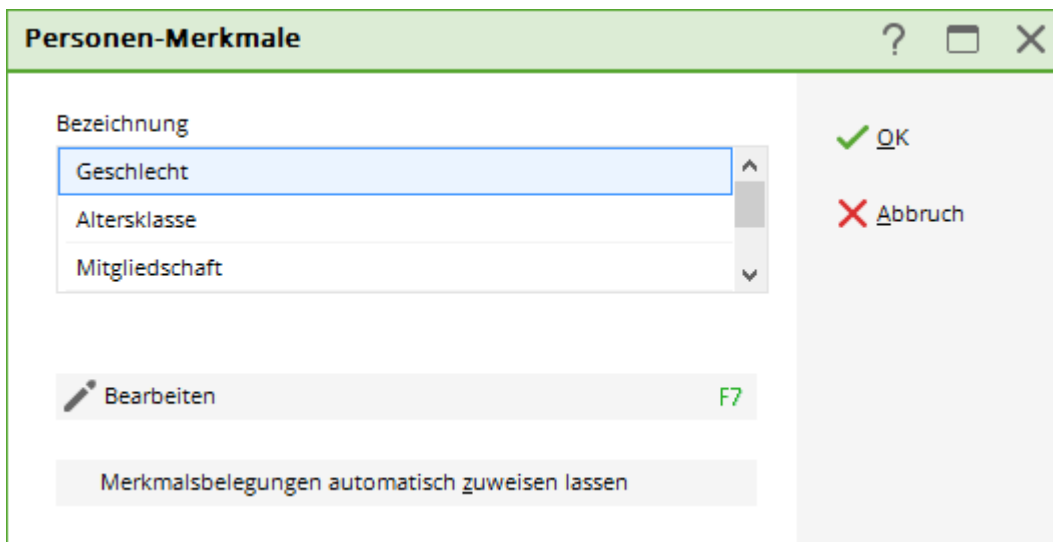 Personen-Merkmale
Bezeichnung
Geschlecht
Altersklasse
Mitgliedschaft
Bearbeiten F7
Merkmalsbelegungen automatisch zuweisen lassen
OK
Abbruch